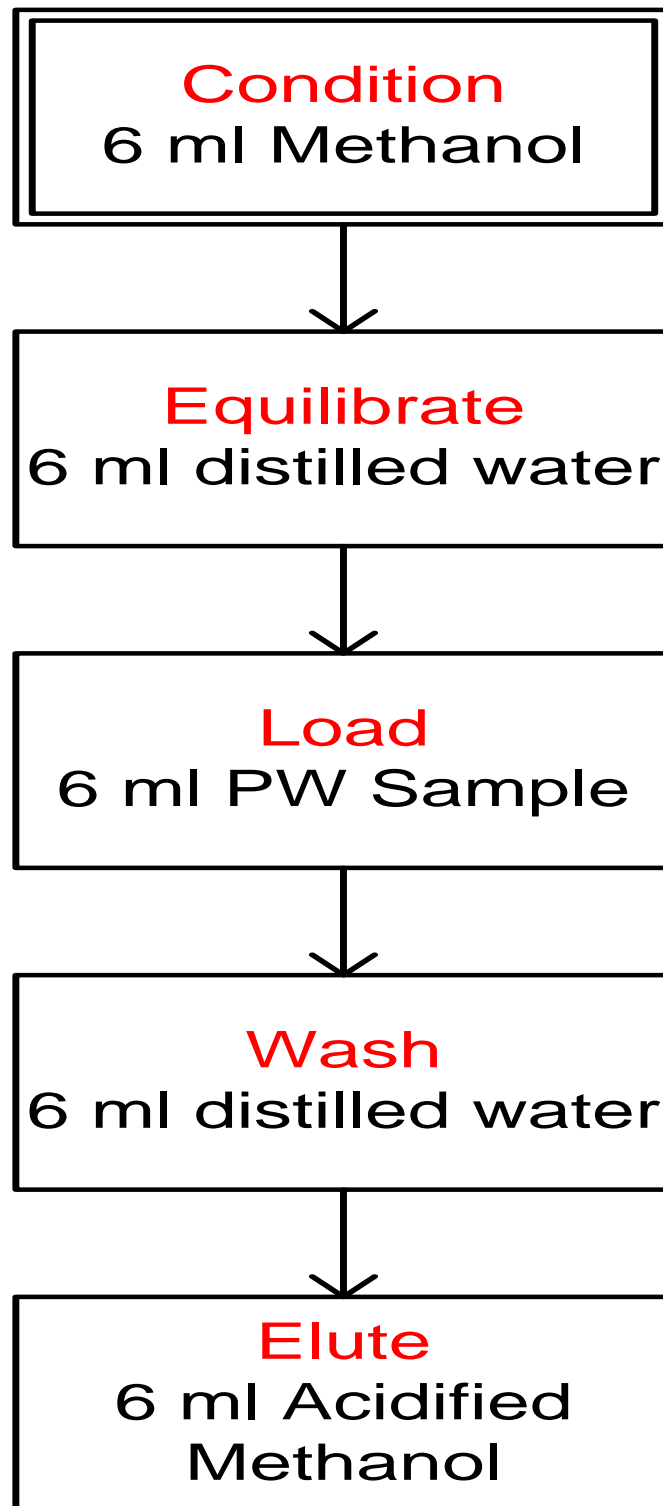 Condition
6 ml Methanol
Equilibrate
6 ml distilled water
Load
6 ml PW Sample
Wash
6 ml distilled water
Elute
6 ml Acidified
Methanol